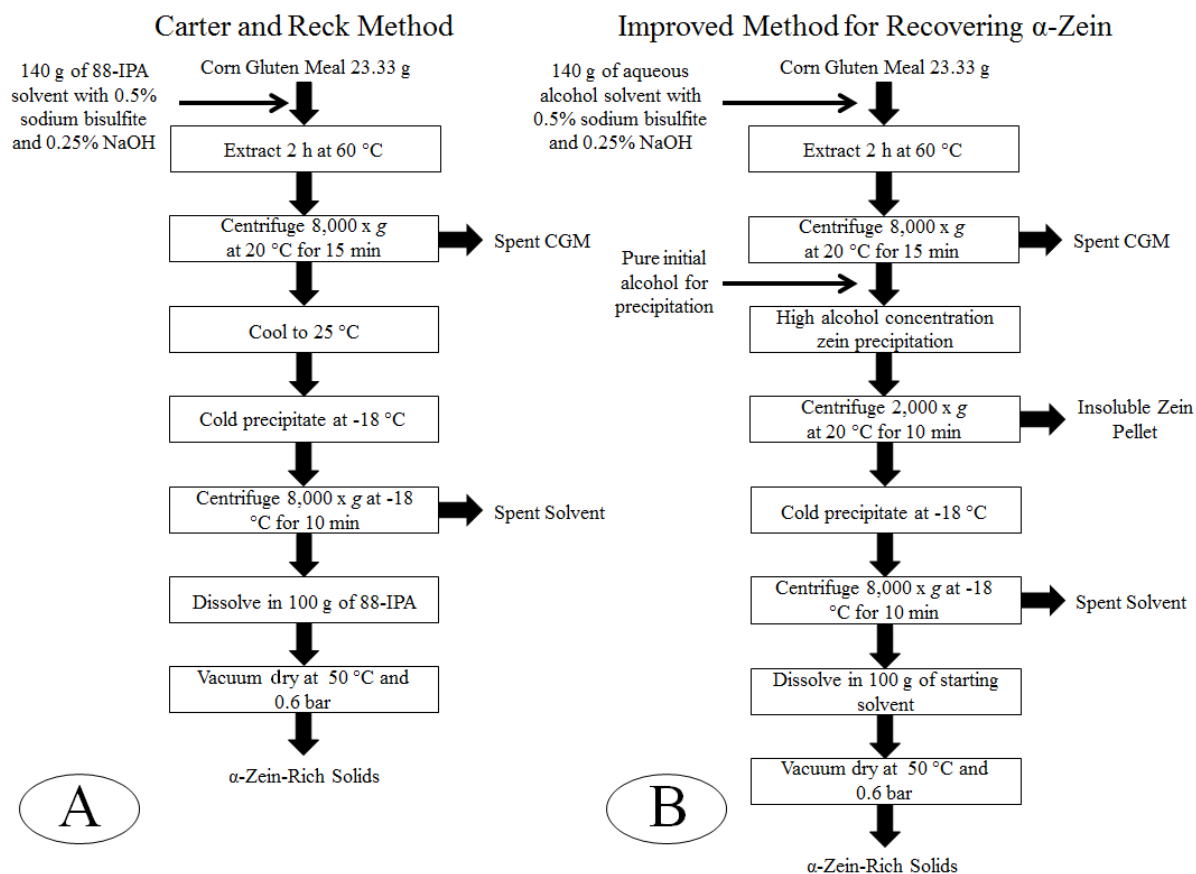 Carter and Reck Method
140 g of 88-IPA
solvent with 0.5%
sodium bisulfite
and 0.25% NaOH
Corn Gluten Meal 23.33 g
Extract 2 h at 60 °C
Centrifuge 8,000 x g
at 20 °C for 15 min
Spent CGM
Cool to 25 °C
Cold precipitate at -18 °C
Centrifuge 8,000 x g at -18
°C for 10 min
Spent Solvent
Dissolve in 100 g of 88-IPA
Vacuum dry at 50 °C and
0.6 bar
α-Zein-Rich Solids
A
Improved Method for Recovering α-Zein
140 g of aqueous
alcohol solvent with
0.5% sodium bisulfite
and 0.25% NaOH
Corn Gluten Meal 23.33 g
Extract 2 h at 60 °C
Centrifuge 8,000 x g
at 20 °C for 15 min
Spent CGM
Pure initial
alcohol for
precipitation
High alcohol concentration
zein precipitation
Centrifuge 2,000 x g
at 20 °C for 10 min
Insoluble Zein
Pellet
Cold precipitate at -18 °C
Centrifuge 8,000 x g at -18
°C for 10 min
Spent Solvent
Dissolve in 100 g of starting
solvent
Vacuum dry at 50 °C and
0.6 bar
α-Zein-Rich Solids
B